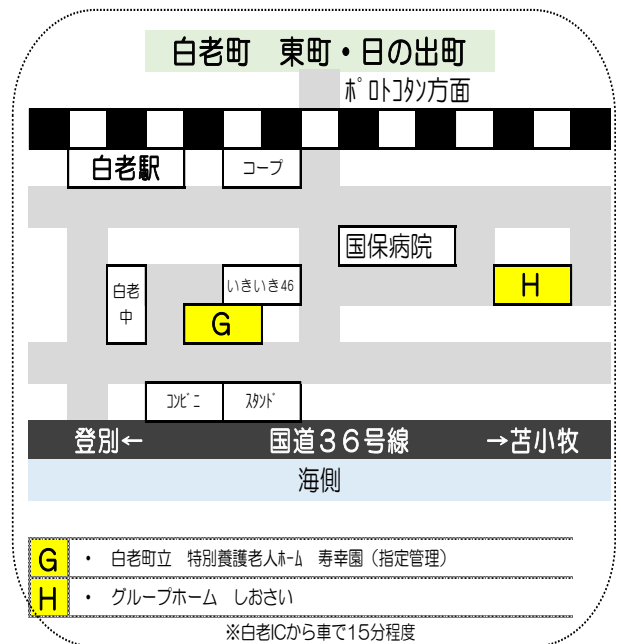 白老町　東町・日の出町
ﾎﾟﾛﾄｺﾀﾝ方面
白老駅
コープ
国保病院
白老
中
いきいき46
H
G
ｺﾝﾋﾞﾆ
ｽﾀﾝﾄﾞ
登別←
国道３６号線
→苫小牧
海側
G ・ 白老町立　特別養護老人ﾎｰﾑ　寿幸園（指定管理）
H ・ グループホーム　しおさい
※白老ICから車で15分程度